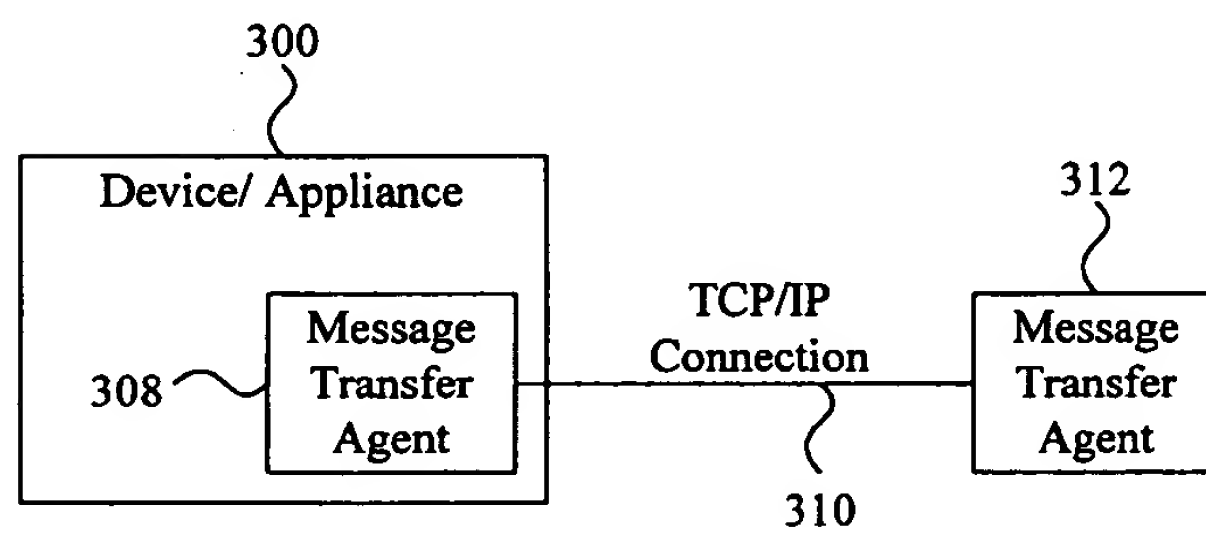 300
Device/ Appliance
312
TCP/IP
Connection
Message
Transfer
Agent
308
Message
Transfer
Agent
310